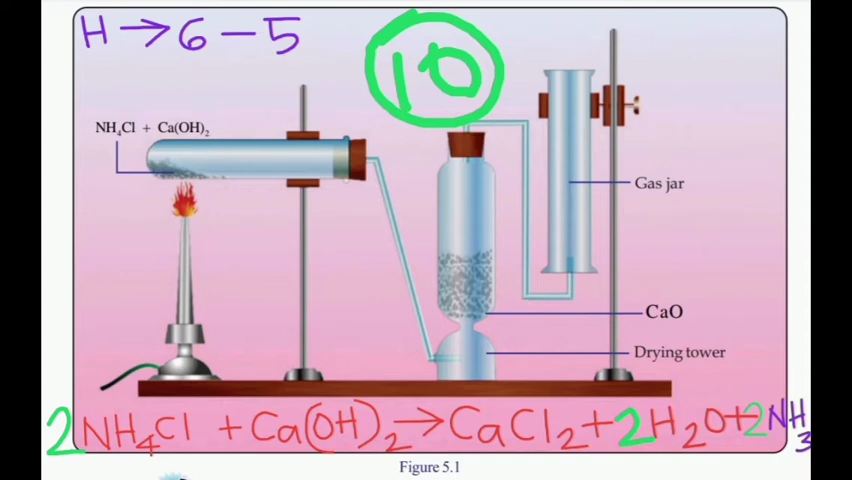 H → 6 – 5
10
NH₄Cl + Ca(OH)₂
Gas jar
CaO
Drying tower
2NH₄Cl + Ca(OH)₂ → CaCl₂ + 2H₂O + 2NH₃
Figure 5.1